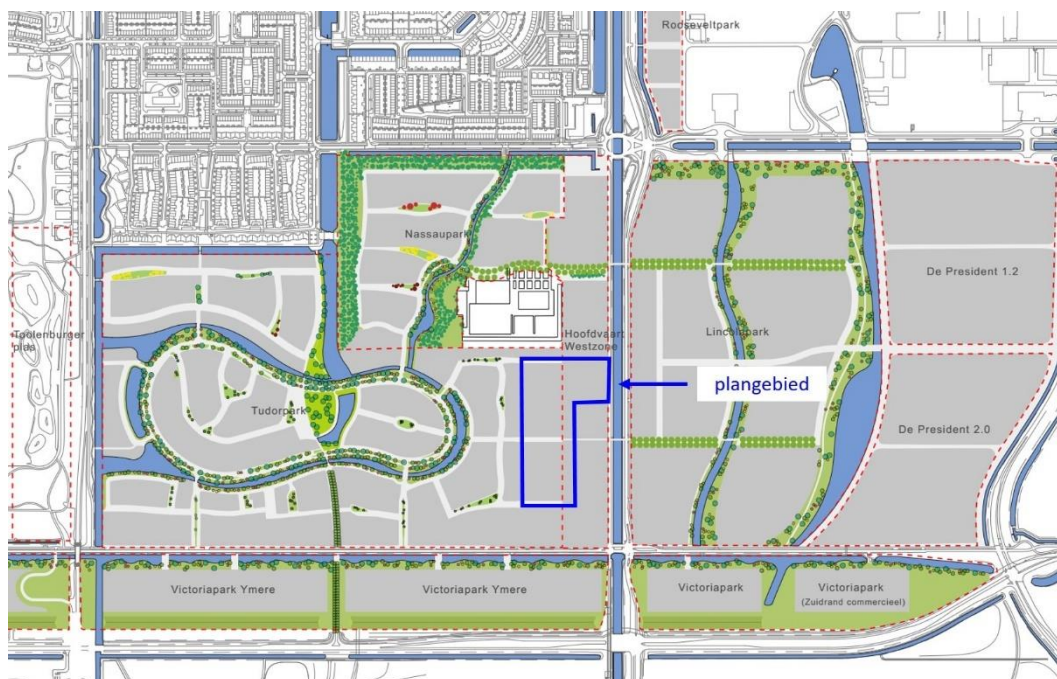 Rooseveltpark
Nassaupark
De President 1.2
Toolenburger
plas
Hoofdvaart
Westzone
Lincolnpark
plangebied
Tudorpark
De President 2.0
Victoriapark Ymere
Victoriapark Ymere
Victoriapark
Victoriapark
(Zuidrand commercieel)